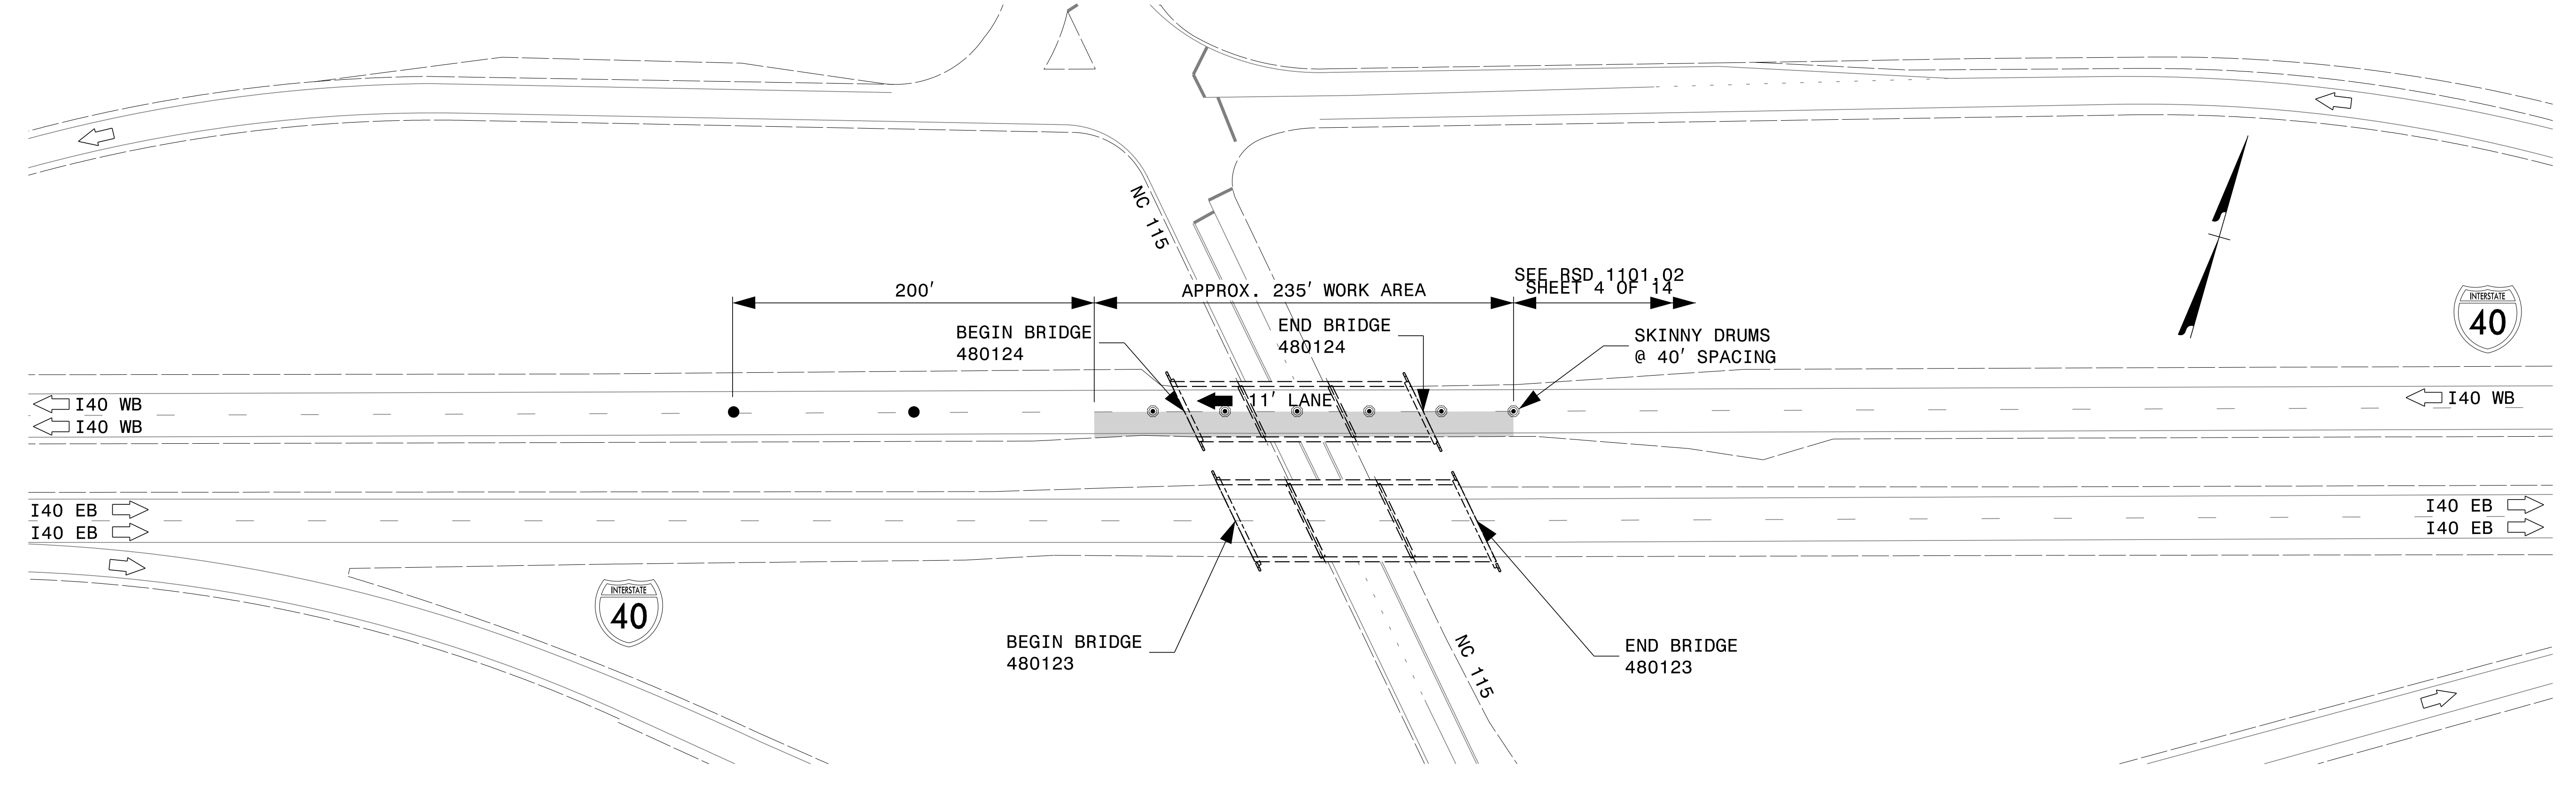 NC 115
SEE RSD 1101.02
SHEET 4 OF 14
200'
APPROX. 235' WORK AREA
BEGIN BRIDGE
480124
END BRIDGE
480124
SKINNY DRUMS
@ 40' SPACING
INTERSTATE
40
I40 WB
I40 WB
11' LANE
I40 WB
I40 EB
I40 EB
I40 EB
I40 EB
INTERSTATE
40
BEGIN BRIDGE
480123
END BRIDGE
480123
NC 115